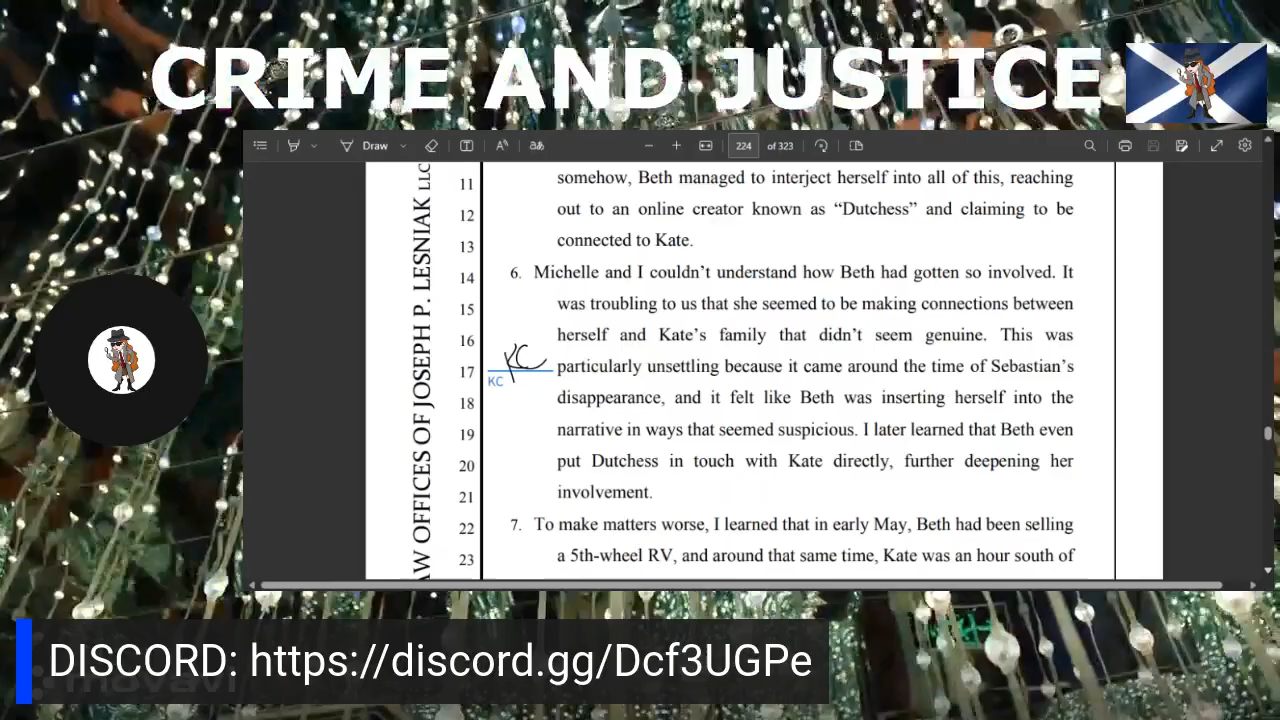 CRIME AND JUSTICE
Draw
224 of 323
LAW OFFICES OF JOSEPH P. LESNIAK LLC
11 somehow, Beth managed to interject herself into all of this, reaching
12 out to an online creator known as “Dutchess” and claiming to be
13 connected to Kate.
14 6. Michelle and I couldn’t understand how Beth had gotten so involved. It
15 was troubling to us that she seemed to be making connections between
16 herself and Kate’s family that didn’t seem genuine. This was
KC
17 particularly unsettling because it came around the time of Sebastian’s
KC
18 disappearance, and it felt like Beth was inserting herself into the
19 narrative in ways that seemed suspicious. I later learned that Beth even
20 put Dutchess in touch with Kate directly, further deepening her
21 involvement.
22 7. To make matters worse, I learned that in early May, Beth had been selling
23 a 5th-wheel RV, and around that same time, Kate was an hour south of
DISCORD: https://discord.gg/Dcf3UGPe
movavi